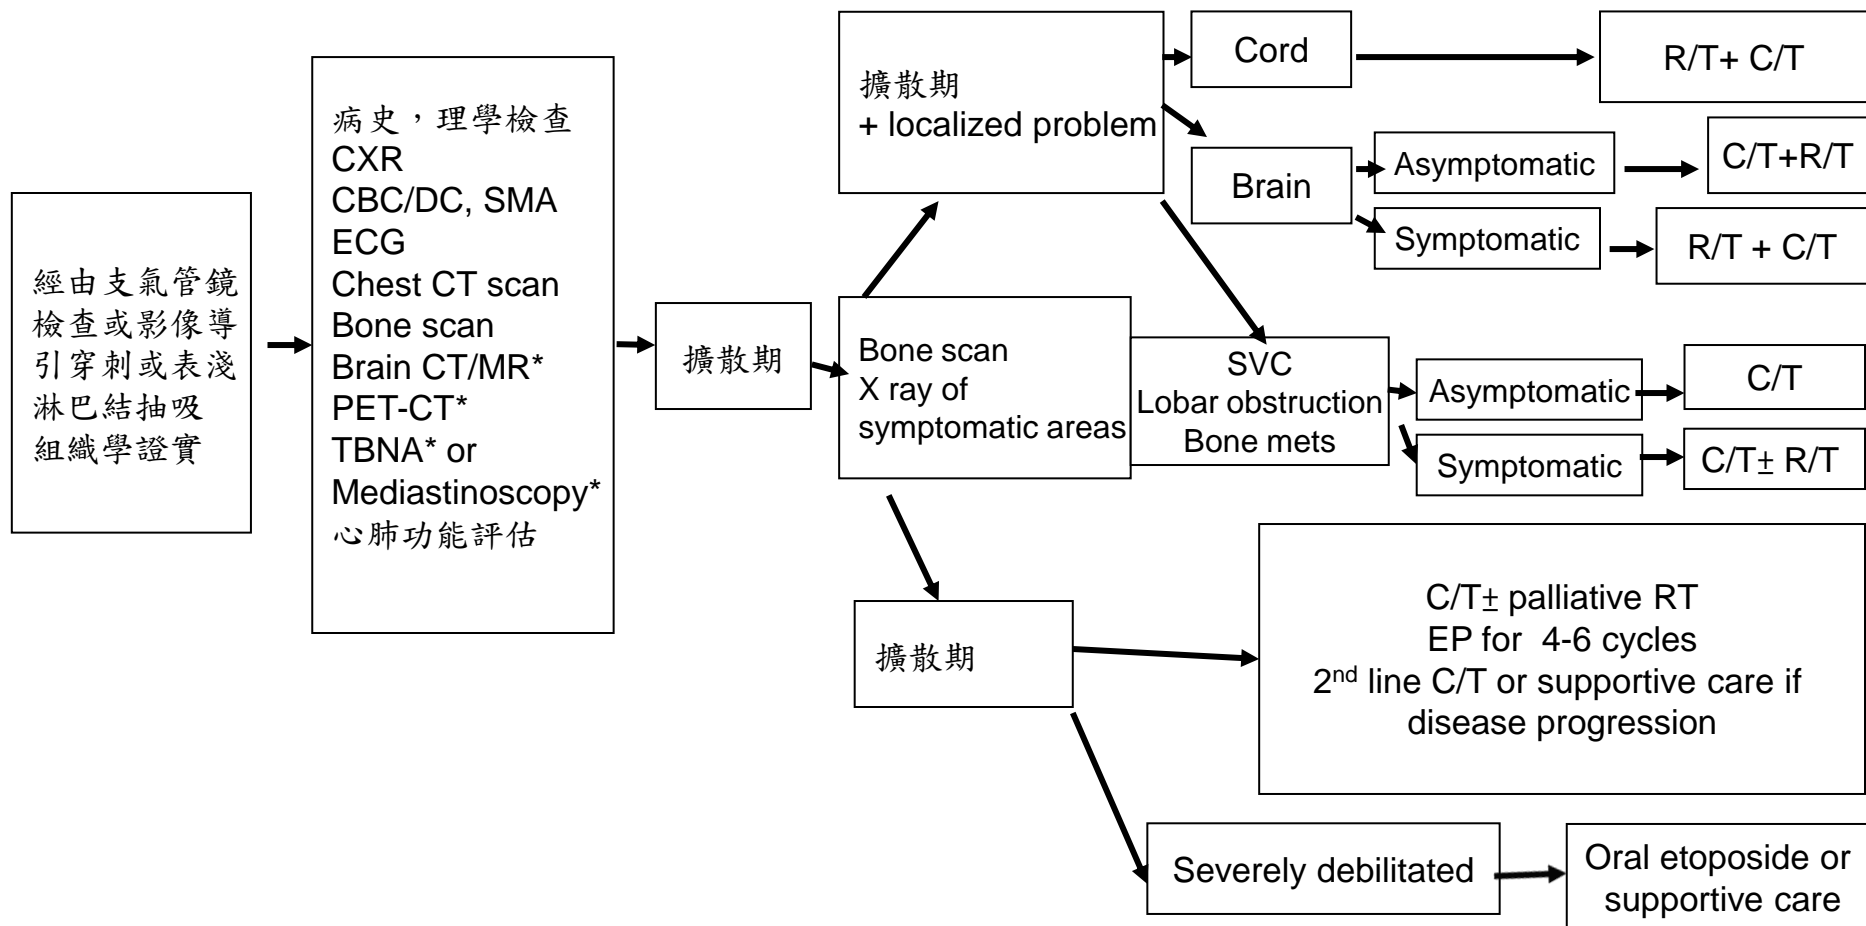 經由支氣管鏡
檢查或影像導
引穿刺或表淺
淋巴結抽吸
組織學證實
病史，理學檢查
CXR
CBC/DC, SMA
ECG
Chest CT scan
Bone scan
Brain CT/MR*
PET-CT*
TBNA* or
Mediastinoscopy*
心肺功能評估
擴散期
擴散期
+ localized problem
Cord
R/T+ C/T
Brain
Asymptomatic
C/T+R/T
Symptomatic
R/T + C/T
Bone scan
X ray of
symptomatic areas
SVC
Lobar obstruction
Bone mets
Asymptomatic
C/T
Symptomatic
C/T± R/T
擴散期
C/T± palliative RT
EP for 4-6 cycles
2nd line C/T or supportive care if
disease progression
Severely debilitated
Oral etoposide or
supportive care